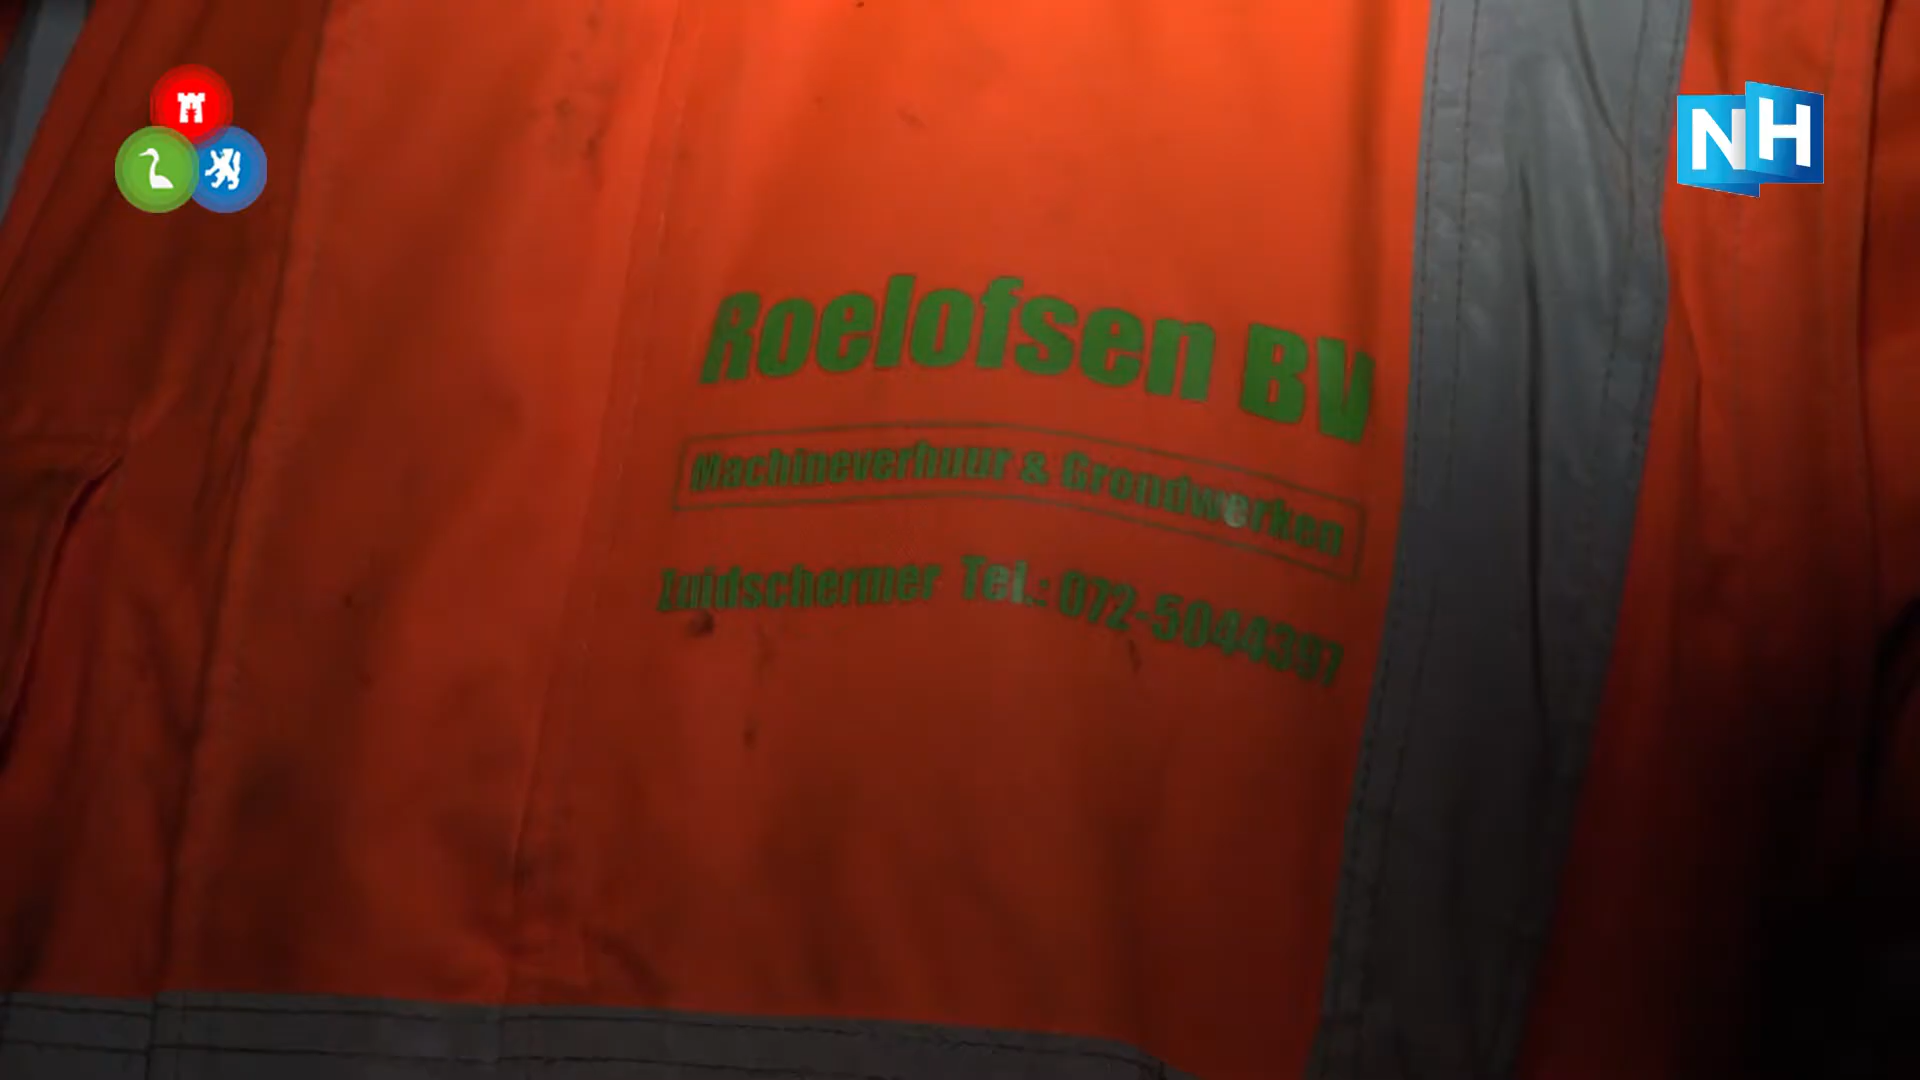 NH
Roelofsen BV
Machineverhuur & Grondwerken
Zuidschermer Tel.: 072-5044397